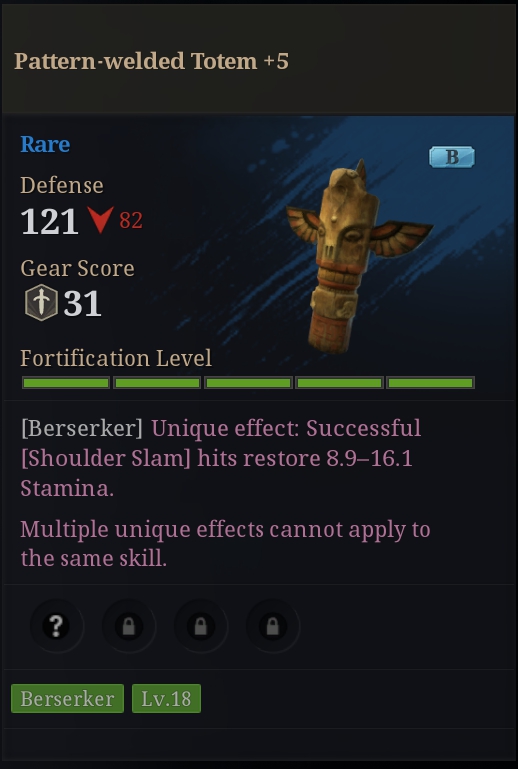 Pattern-welded Totem +5
Rare
B
Defense
121 82
Gear Score
31
Fortification Level
[Berserker] Unique effect: Successful
[Shoulder Slam] hits restore 8.9–16.1
Stamina.
Multiple unique effects cannot apply to
the same skill.
?
Berserker Lv.18